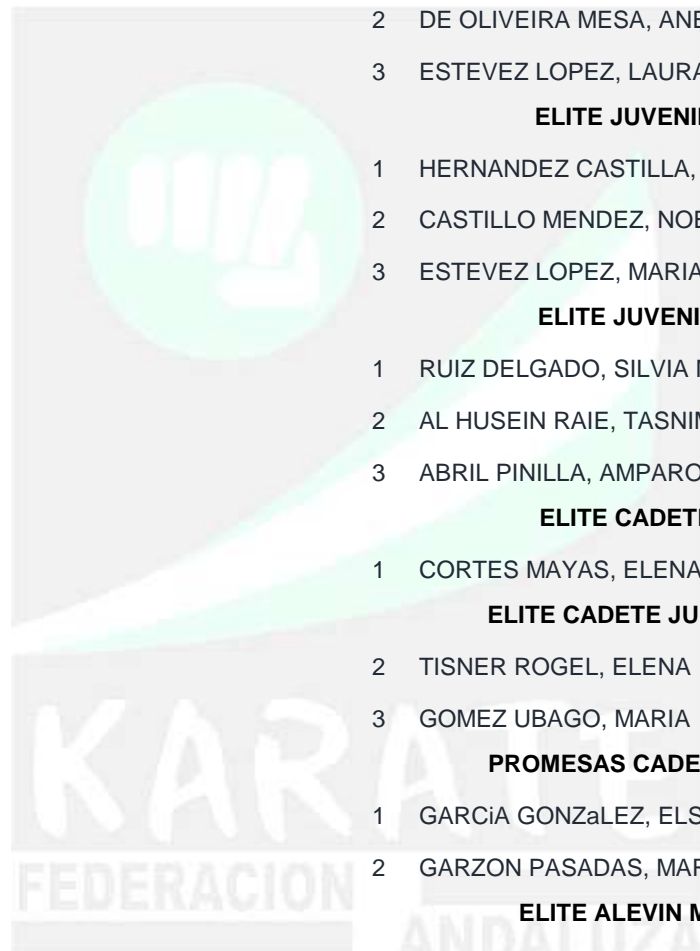 2 DE OLIVEIRA MESA, ANE
3 ESTEVEZ LOPEZ, LAURA
ELITE JUVENI
1 HERNANDEZ CASTILLA,
2 CASTILLO MENDEZ, NOE
3 ESTEVEZ LOPEZ, MARIA
ELITE JUVENI
1 RUIZ DELGADO, SILVIA
2 AL HUSEIN RAIE, TASNI
3 ABRIL PINILLA, AMPARO
ELITE CADET
1 CORTES MAYAS, ELENA
ELITE CADETE JU
2 TISNER ROGEL, ELENA
3 GOMEZ UBAGO, MARIA
PROMESAS CADE
1 GARCiA GONZaLEZ, ELS
2 GARZON PASADAS, MAR
ELITE ALEVIN M
KARATE
FEDERACION
ANDALUZA